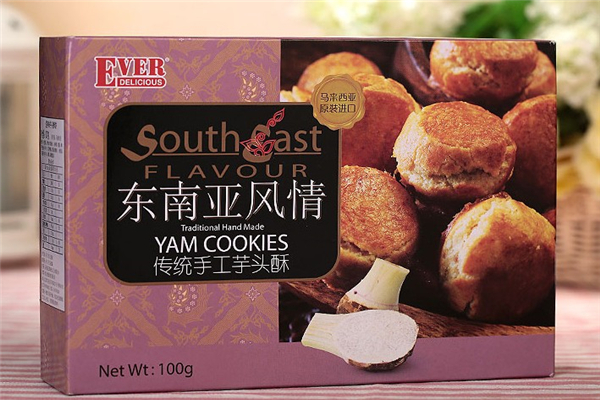 EVER
DELICIOUS
马来西亚
原装进口
South East
FLAVOUR
东南亚风情
Traditional Hand Made
YAM COOKIES
传统手工芋头酥
Net Wt: 100g